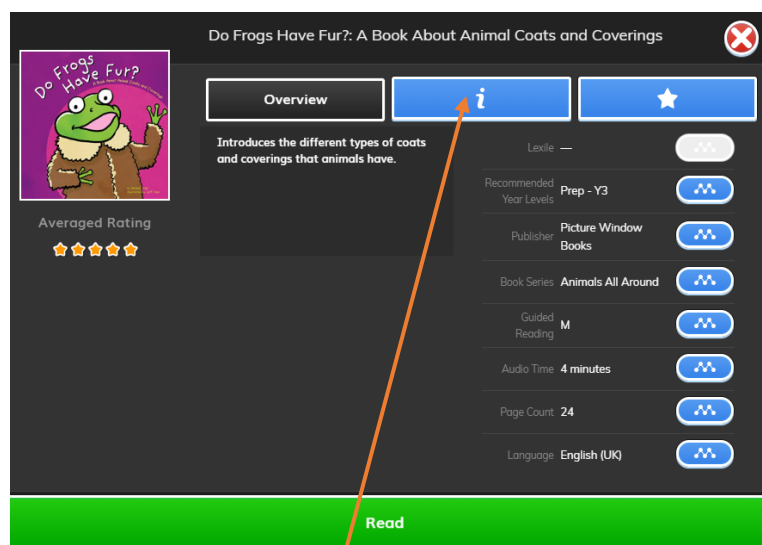 Do Frogs Have Fur?: A Book About Animal Coats and Coverings
Do Frogs
Have Fur?
Averaged Rating
Overview
i
Introduces the different types of coats
and coverings that animals have.
Lexile —
Recommended
Year Levels Prep - Y3
Publisher Picture Window
Books
Book Series Animals All Around
Guided
Reading M
Audio Time 4 minutes
Page Count 24
Language English (UK)
Read